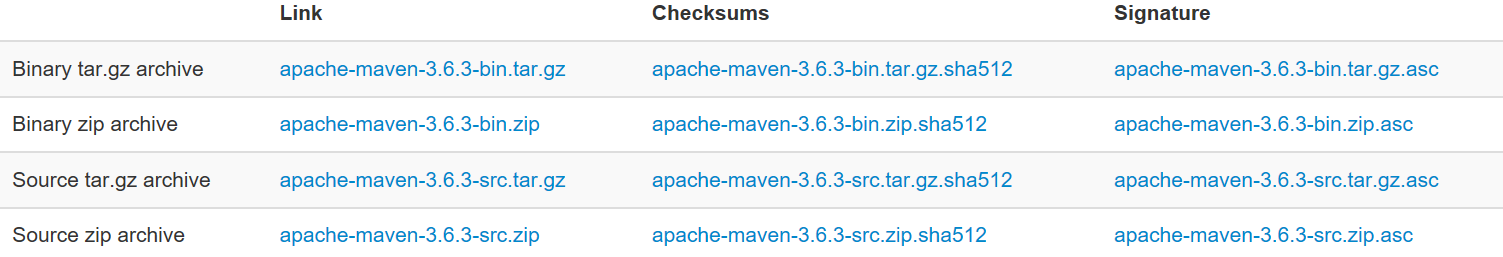 Link Checksums Signature
Binary tar.gz archive apache-maven-3.6.3-bin.tar.gz apache-maven-3.6.3-bin.tar.gz.sha512 apache-maven-3.6.3-bin.tar.gz.asc
Binary zip archive apache-maven-3.6.3-bin.zip apache-maven-3.6.3-bin.zip.sha512 apache-maven-3.6.3-bin.zip.asc
Source tar.gz archive apache-maven-3.6.3-src.tar.gz apache-maven-3.6.3-src.tar.gz.sha512 apache-maven-3.6.3-src.tar.gz.asc
Source zip archive apache-maven-3.6.3-src.zip apache-maven-3.6.3-src.zip.sha512 apache-maven-3.6.3-src.zip.asc